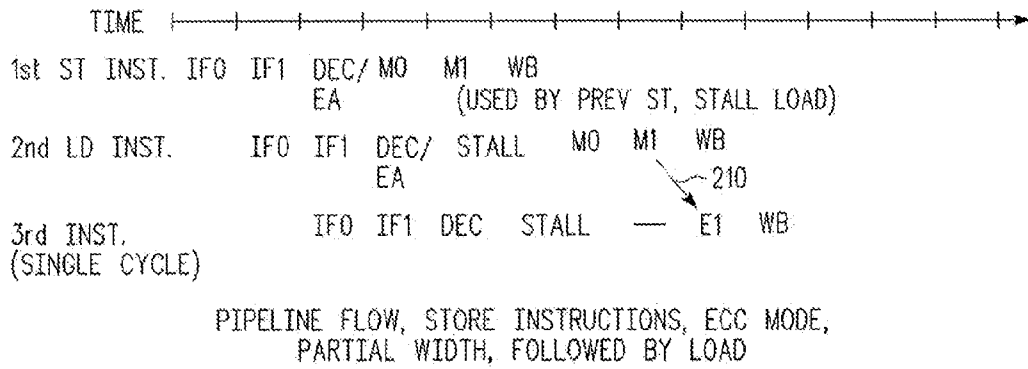 TIME
1st ST INST. IF0 IF1 DEC/ M0 M1 WB
EA (USED BY PREV ST, STALL LOAD)
2nd LD INST. IF0 IF1 DEC/ STALL M0 M1 WB
EA 210
3rd INST. IF0 IF1 DEC STALL — E1 WB
(SINGLE CYCLE)
PIPELINE FLOW, STORE INSTRUCTIONS, ECC MODE,
PARTIAL WIDTH, FOLLOWED BY LOAD